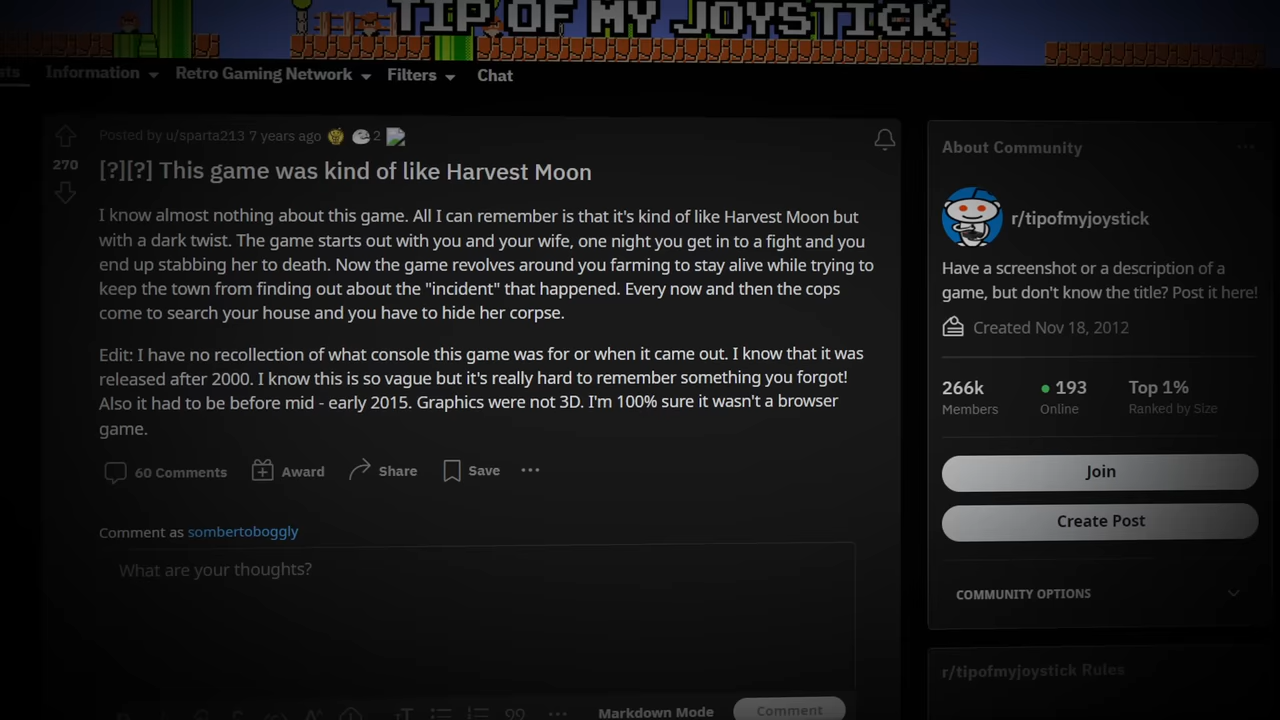 TIP OF MY JOYSTICK
sts Information Retro Gaming Network Filters Chat
Posted by u/sparta213 7 years ago 2
270
[?][?] This game was kind of like Harvest Moon
I know almost nothing about this game. All I can remember is that it's kind of like Harvest Moon but
with a dark twist. The game starts out with you and your wife, one night you get in to a fight and you
end up stabbing her to death. Now the game revolves around you farming to stay alive while trying to
keep the town from finding out about the "incident" that happened. Every now and then the cops
come to search your house and you have to hide her corpse.
Edit: I have no recollection of what console this game was for or when it came out. I know that it was
released after 2000. I know this is so vague but it's really hard to remember something you forgot!
Also it had to be before mid - early 2015. Graphics were not 3D. I'm 100% sure it wasn't a browser
game.
60 Comments Award Share Save
Comment as sombertoboggly
What are your thoughts?
Markdown Mode Comment
About Community
r/tipofmyjoystick
Have a screenshot or a description of a
game, but don't know the title? Post it here!
Created Nov 18, 2012
266k 193 Top 1%
Members Online Ranked by Size
Join
Create Post
COMMUNITY OPTIONS
r/tipofmyjoystick Rules